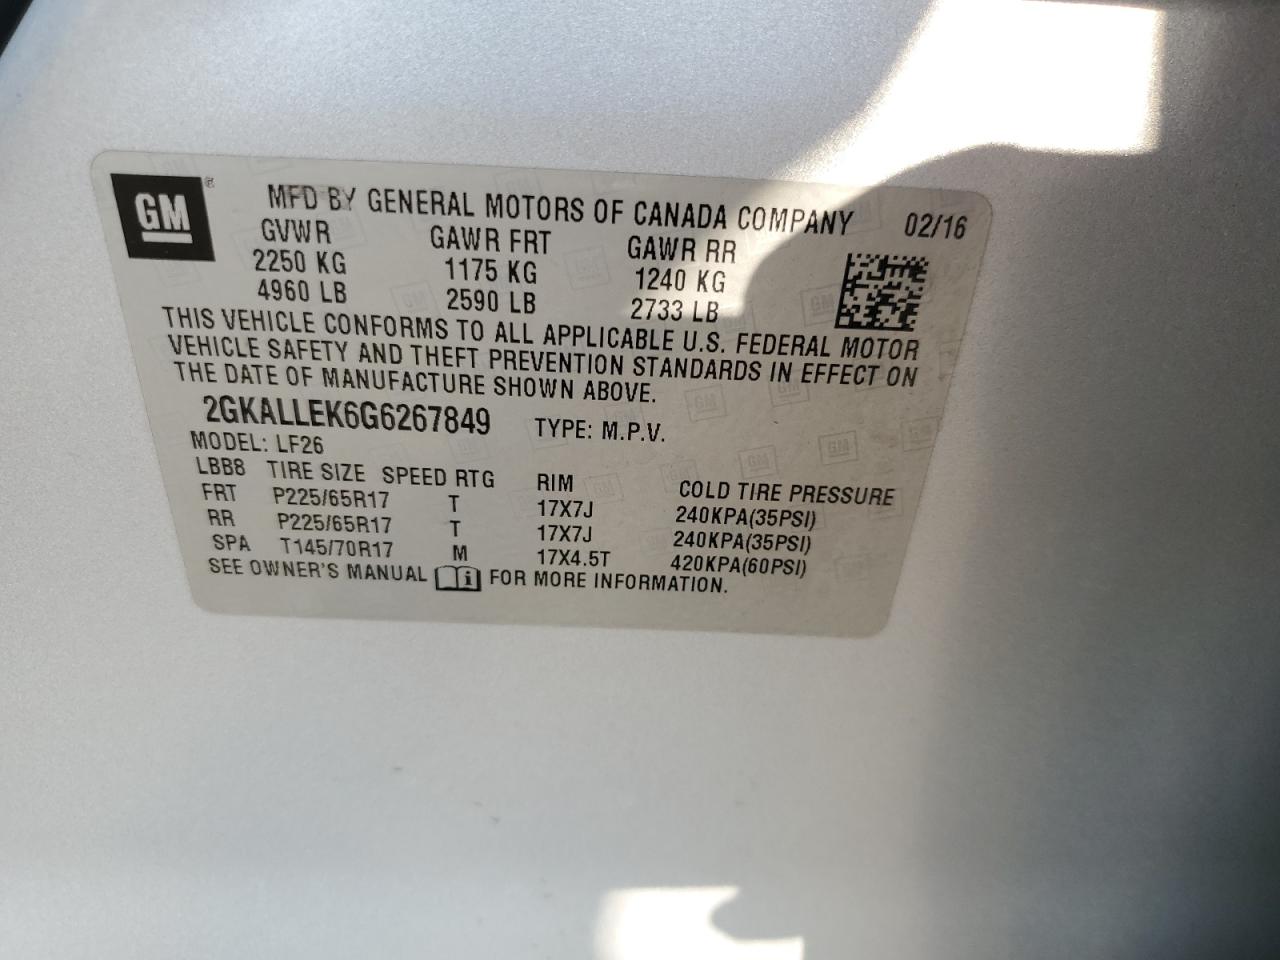 GM®
MFD BY GENERAL MOTORS OF CANADA COMPANY 02/16
GVWR GAWR FRT GAWR RR
2250 KG 1175 KG 1240 KG
4960 LB 2590 LB 2733 LB
THIS VEHICLE CONFORMS TO ALL APPLICABLE U.S. FEDERAL MOTOR
VEHICLE SAFETY AND THEFT PREVENTION STANDARDS IN EFFECT ON
THE DATE OF MANUFACTURE SHOWN ABOVE.
2GKALLEK6G6267849 TYPE: M.P.V.
MODEL: LF26
LBB8 TIRE SIZE SPEED RTG RIM COLD TIRE PRESSURE
FRT P225/65R17 T 17X7J 240KPA(35PSI)
RR P225/65R17 T 17X7J 240KPA(35PSI)
SPA T145/70R17 M 17X4.5T 420KPA(60PSI)
SEE OWNER'S MANUAL FOR MORE INFORMATION.